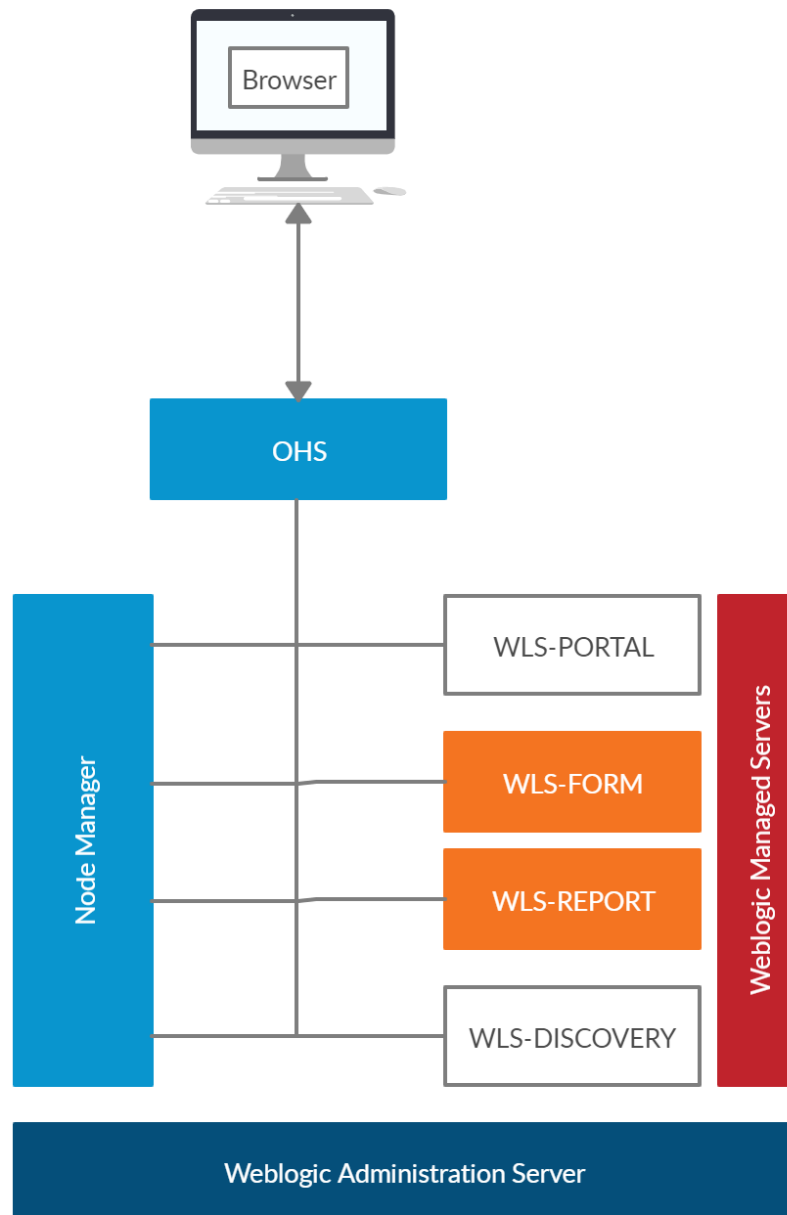 Browser
OHS
Node Manager
WLS-PORTAL
WLS-FORM
WLS-REPORT
WLS-DISCOVERY
Weblogic Managed Servers
Weblogic Administration Server